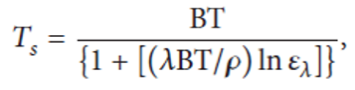 T_s = BT / {1 + [(λBT/ρ) ln ε_λ]},